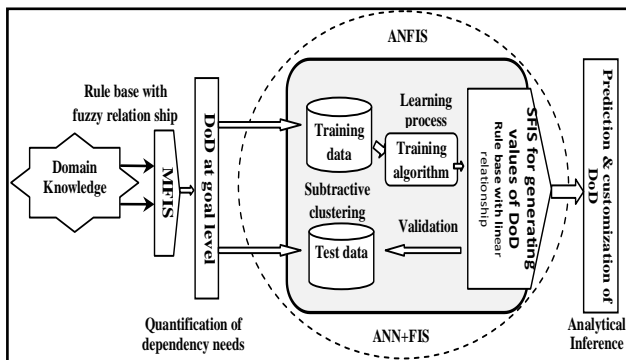 ANFIS
Rule base with
fuzzy relation ship
Domain
Knowledge
MFIS
DoD at goal level
Quantification of
dependency needs
Training
data
Learning
process
Training
algorithm
Subtractive
clustering
Validation
Test data
SFIS for generating
values of DoD
Rule base with linear
relationship
ANN+FIS
Prediction & customization of
DoD
Analytical
Inference